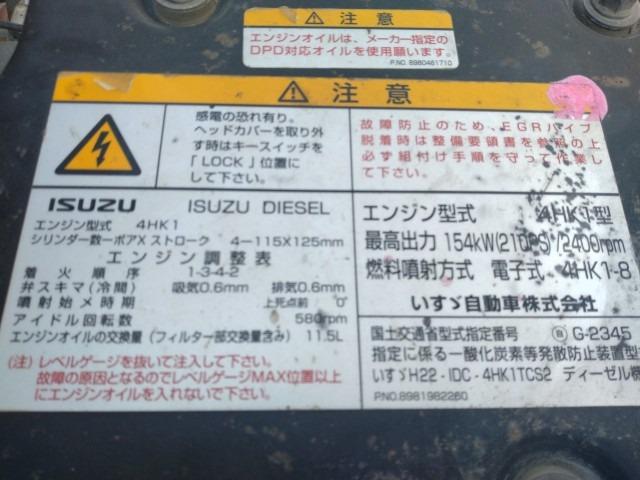 注意
エンジンオイルは、メーカー指定の
DPD対応オイルを使用願います。
P.NO. 8980461710
注意
感電の恐れ有り。
ヘッドカバーを取り外
す時はキースイッチを
「LOCK」位置に
して下さい。
故障防止のため、EGRパイプ
脱着時は整備要領書を参照の上
必ず組付け手順を守って作業し
て下さい。
ISUZU ISUZU DIESEL
エンジン型式 4HK1
シリンダー数ーボアX ストローク 4-115X125mm
エンジン調整表
着火順序 1-3-4-2
弁スキマ(冷間) 吸気0.6mm 排気0.6mm
噴射始メ時期 上死点前 0°
アイドル回転数 580rpm
エンジンオイルの交換量(フィルター部交換量含み) 11.5L
(注)レベルゲージを抜いて注入して下さい。
故障の原因となるのでレベルゲージMAX位置以上
にエンジンオイルを入れないで下さい。
エンジン型式 4HK1型
最高出力 154kW(210PS)/2400rpm
燃料噴射方式 電子式 4HK1-8
いすゞ自動車株式会社
国土交通省型式指定番号 G-2345
指定に係る一酸化炭素等発散防止装置型
いすゞH22-IDC-4HK1TCS2 ディーゼル機
P.NO.8981982260